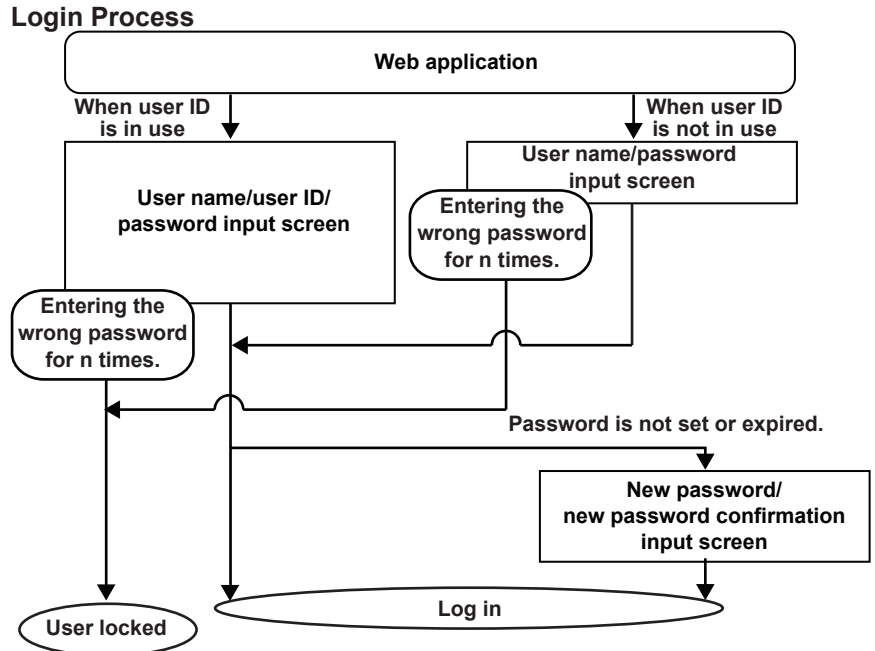 Login Process
Web application
When user ID
is in use
When user ID
is not in use
User name/user ID/
password input screen
User name/password
input screen
Entering the
wrong password
for n times.
Entering the
wrong password
for n times.
Password is not set or expired.
New password/
new password confirmation
input screen
User locked
Log in